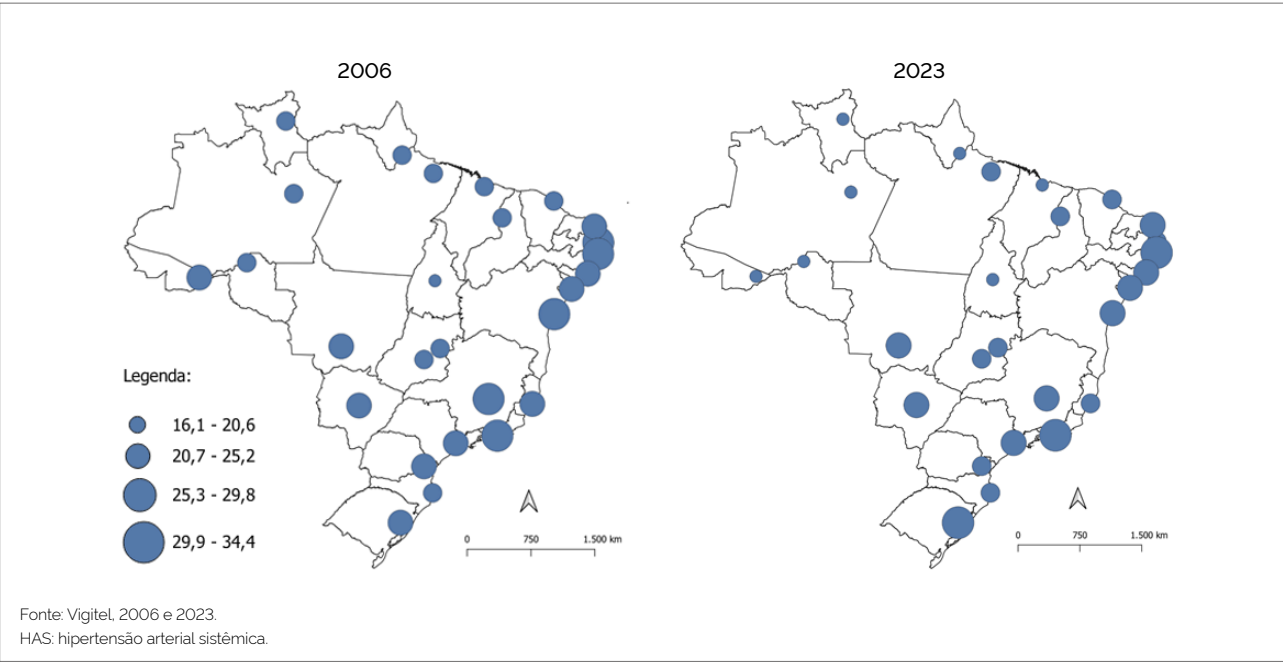 2006
2023
Legenda:
16,1 - 20,6
20,7 - 25,2
25,3 - 29,8
29,9 - 34,4
0 750 1.500 km
0 750 1.500 km
Fonte: Vigitel, 2006 e 2023.
HAS: hipertensão arterial sistêmica.